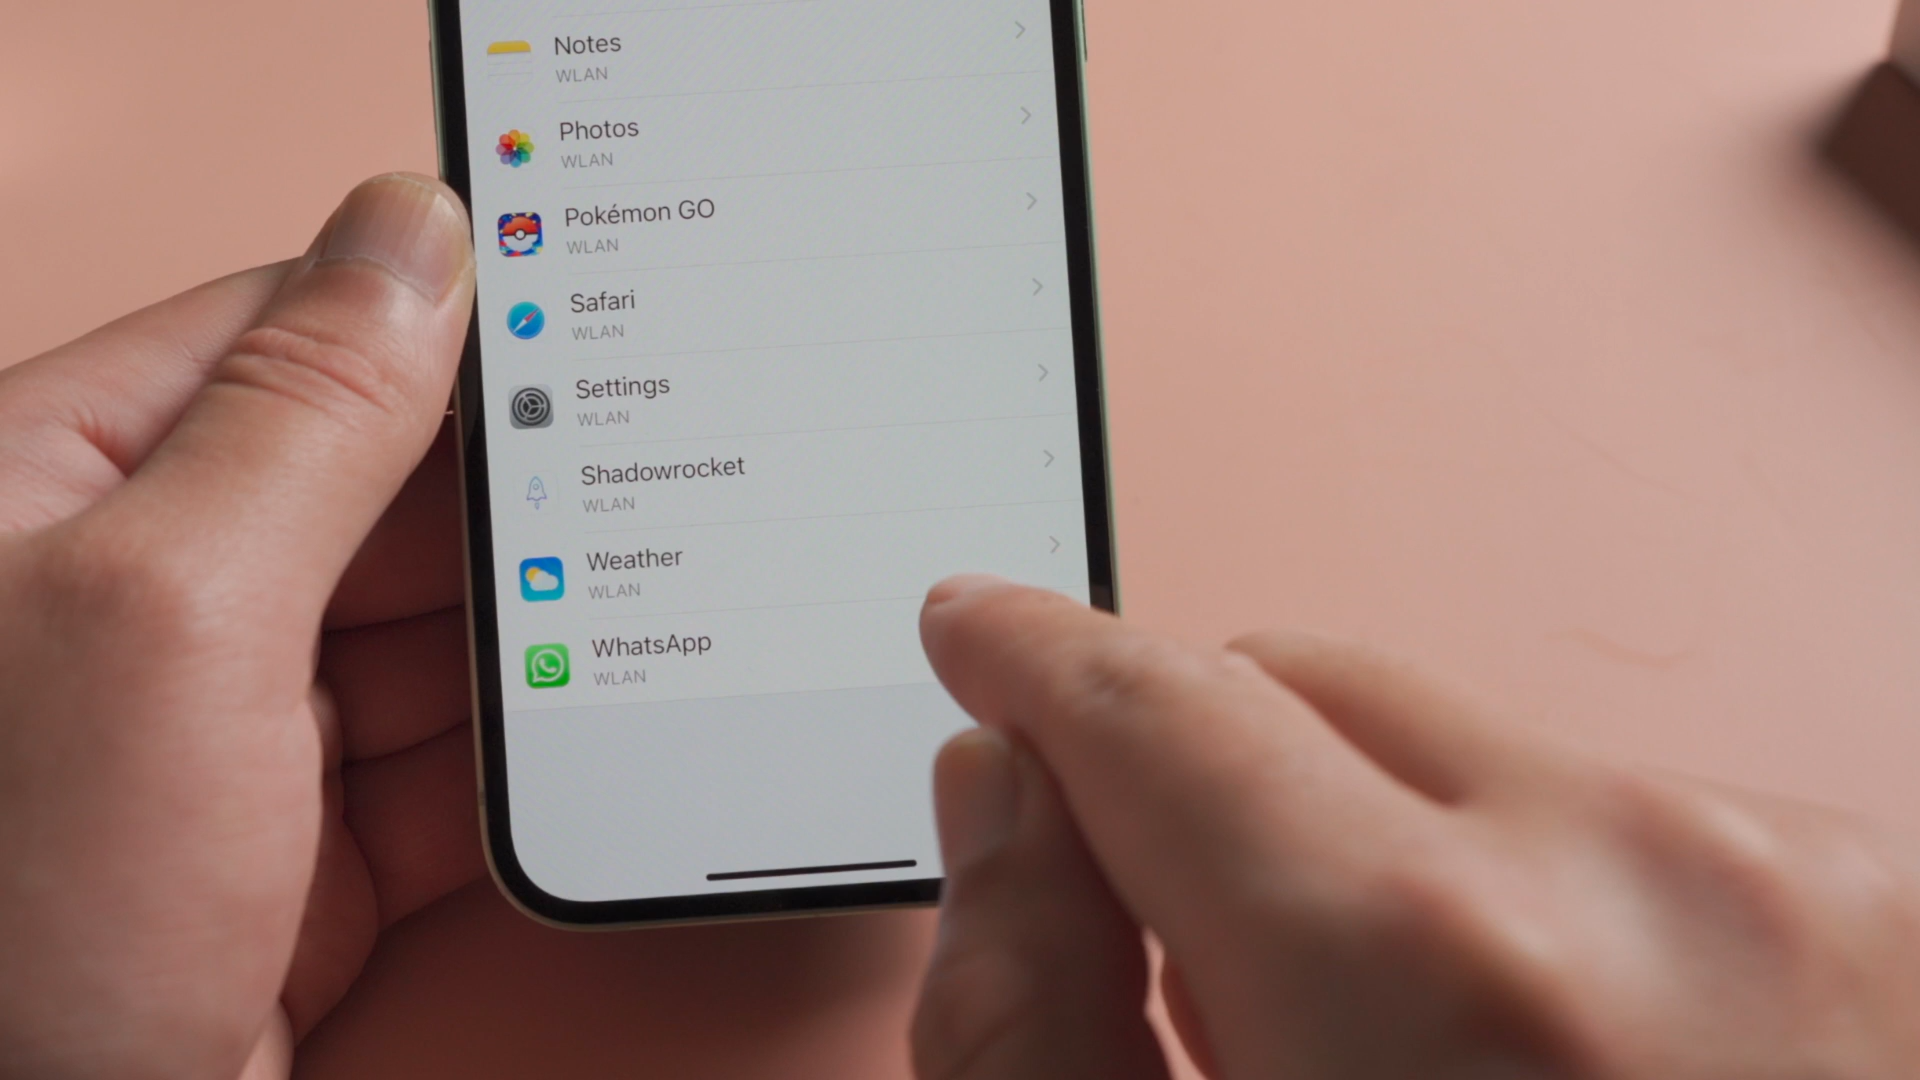 Notes
WLAN
Photos
WLAN
Pokémon GO
WLAN
Safari
WLAN
Settings
WLAN
Shadowrocket
WLAN
Weather
WLAN
WhatsApp
WLAN